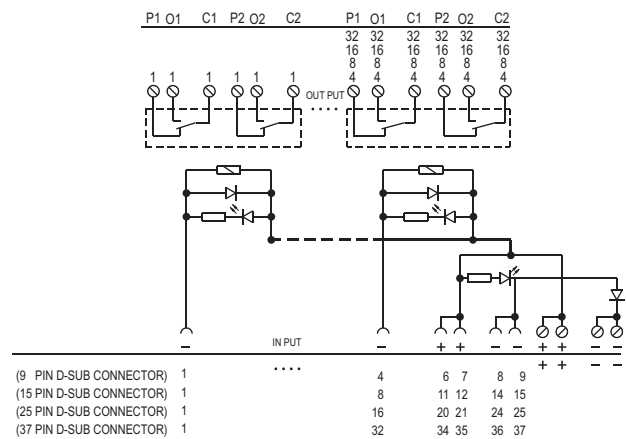 P1 O1 C1 P2 O2 C2 P1 O1 C1 P2 O2 C2
32 32 32 32 32 32
16 16 16 16 16 16
8 8 8 8 8 8
1 1 1 1 1 1 4 4 4 4 4 4
OUT PUT
....
− − + + − − + + − −
IN PUT
+ + − −
....
(9 PIN D-SUB CONNECTOR) 1 4 6 7 8 9
(15 PIN D-SUB CONNECTOR) 1 8 11 12 14 15
(25 PIN D-SUB CONNECTOR) 1 16 20 21 24 25
(37 PIN D-SUB CONNECTOR) 1 32 34 35 36 37